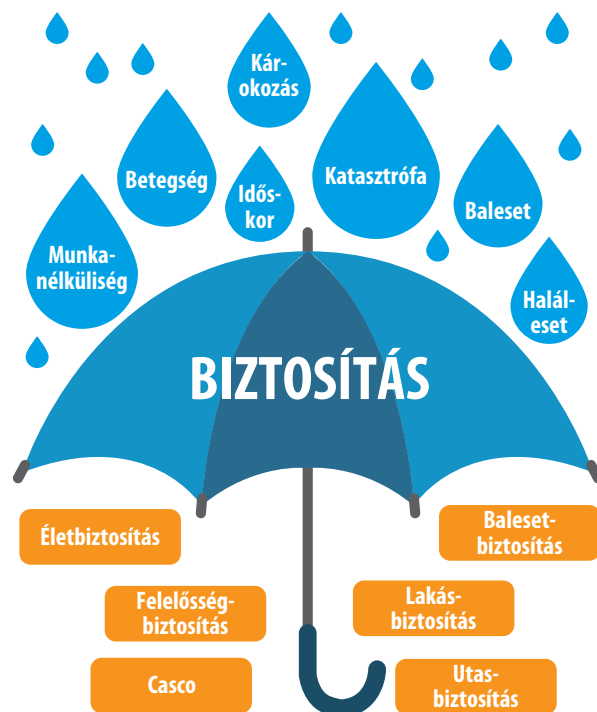 Kár-
okozás
Betegség
Katasztrófa
Idős-
kor
Baleset
Munka-
nélküliség
Halál-
eset
BIZTOSÍTÁS
Életbiztosítás
Baleset-
biztosítás
Felelősség-
biztosítás
Lakás-
biztosítás
Casco
Utas-
biztosítás